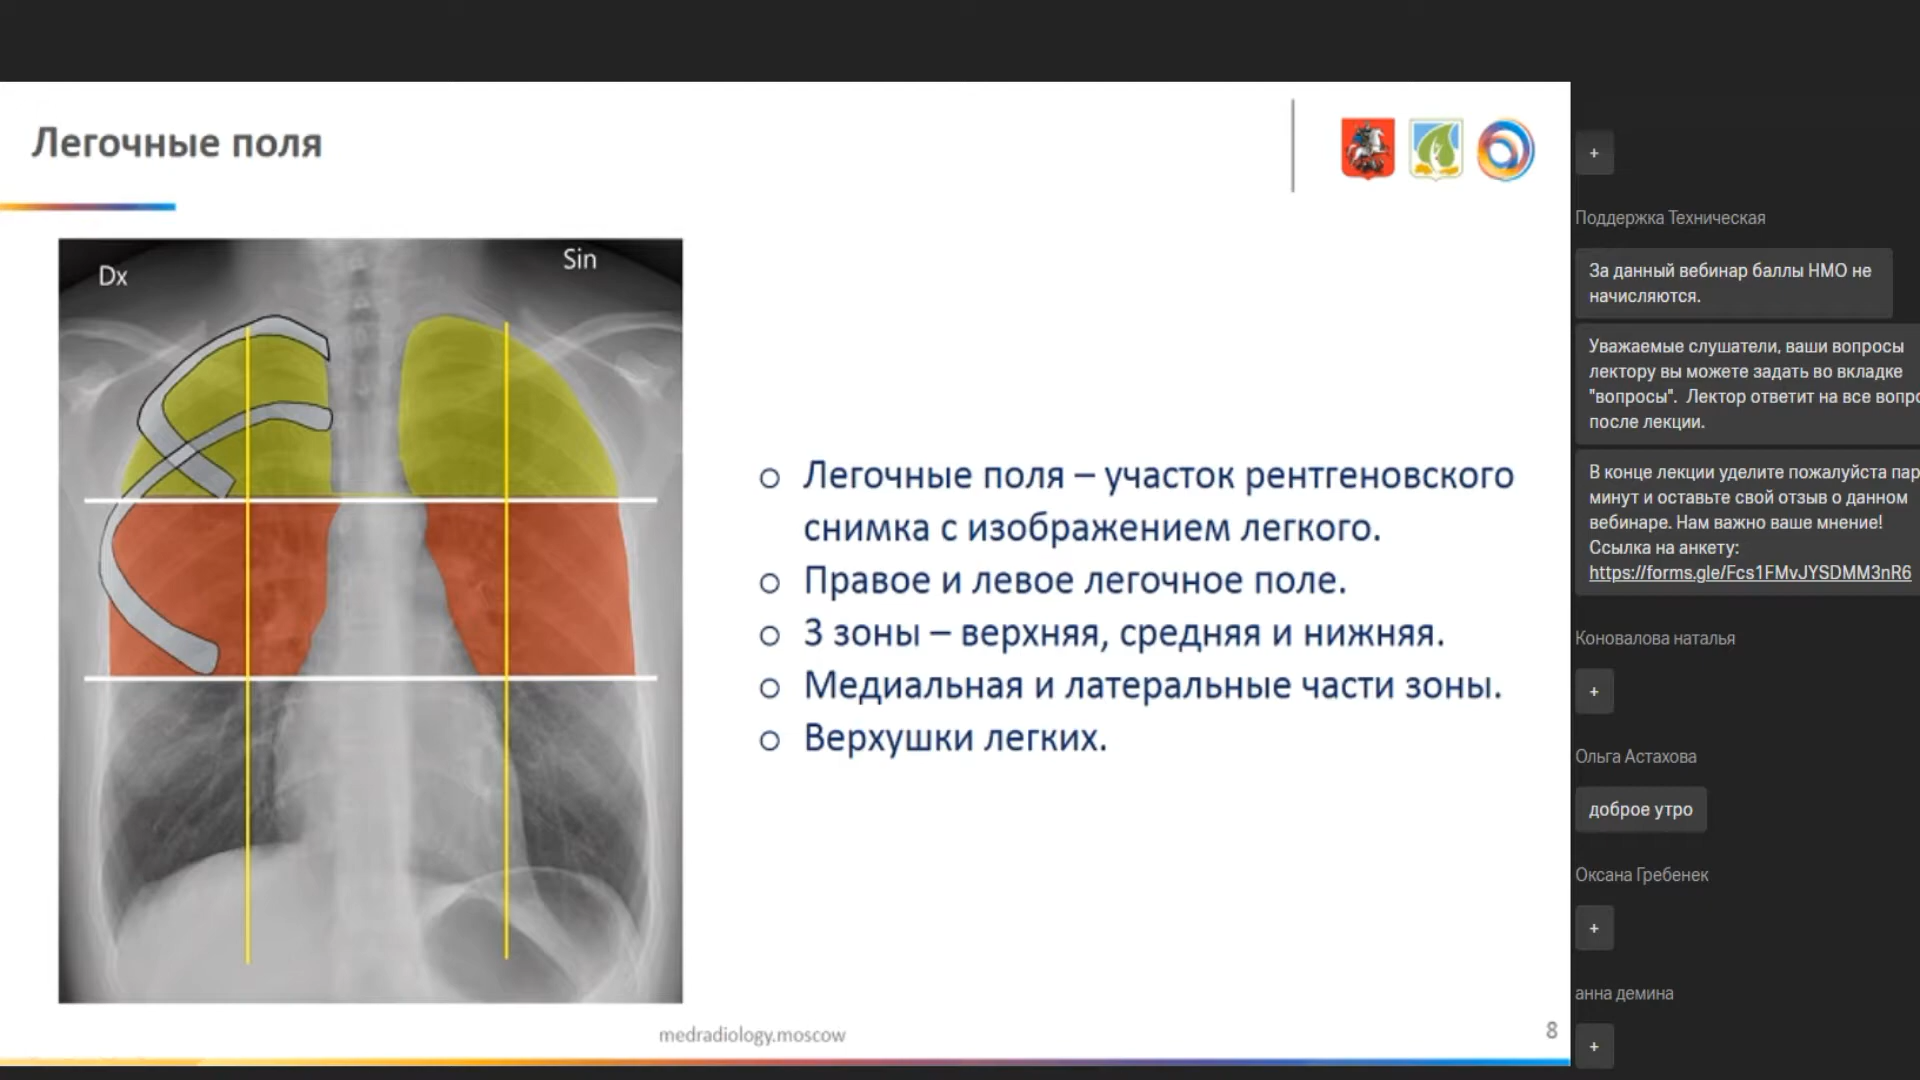 Легочные поля
Dx
Sin
o Легочные поля – участок рентгеновского
снимка с изображением легкого.
o Правое и левое легочное поле.
o 3 зоны – верхняя, средняя и нижняя.
o Медиальная и латеральные части зоны.
o Верхушки легких.
medradiology.moscow
8
+
Поддержка Техническая
За данный вебинар баллы НМО не
начисляются.
Уважаемые слушатели, ваши вопросы
лектору вы можете задать во вкладке
"вопросы". Лектор ответит на все вопро
после лекции.
В конце лекции уделите пожалуйста пар
минут и оставьте свой отзыв о данном
вебинаре. Нам важно ваше мнение!
Ссылка на анкету:
https://forms.gle/Fcs1FMvJYSDMM3nR6
Коновалова наталья
+
Ольга Астахова
доброе утро
Оксана Гребенек
+
анна демина
+